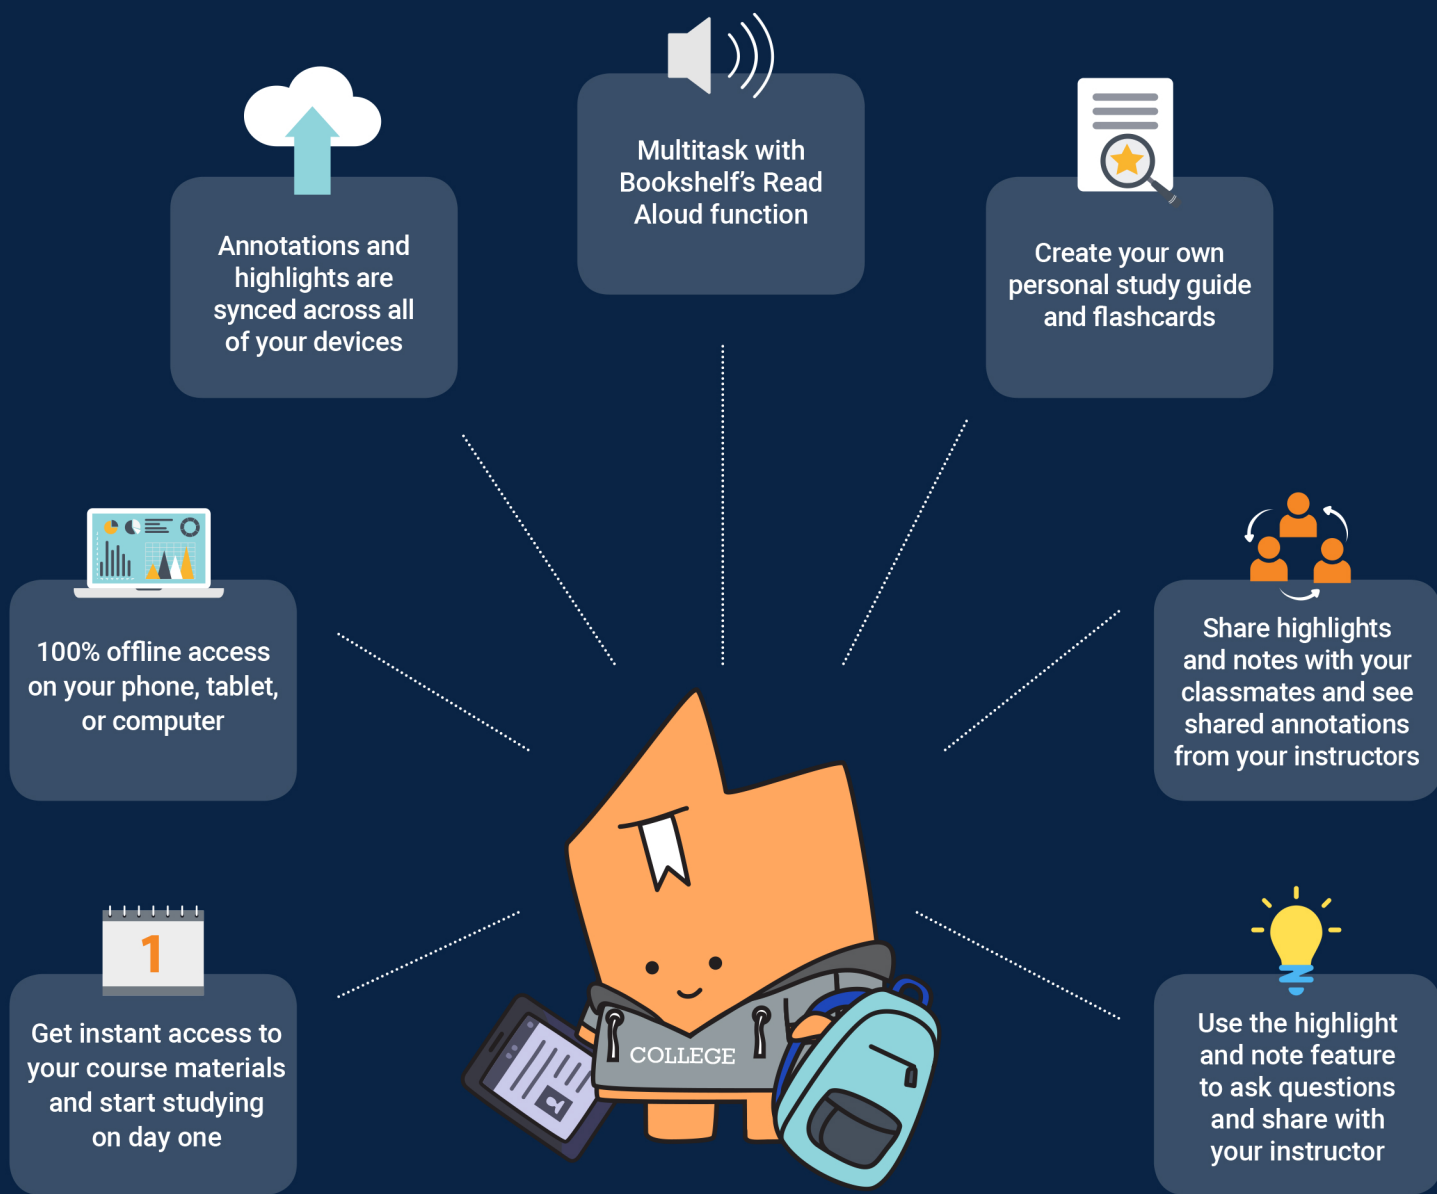 Multitask with
Bookshelf's Read
Aloud function
Annotations and
highlights are
synced across all
of your devices
Create your own
personal study guide
and flashcards
100% offline access
on your phone, tablet,
or computer
Share highlights
and notes with your
classmates and see
shared annotations
from your instructors
1
Get instant access to
your course materials
and start studying
on day one
COLLEGE
Use the highlight
and note feature
to ask questions
and share with
your instructor